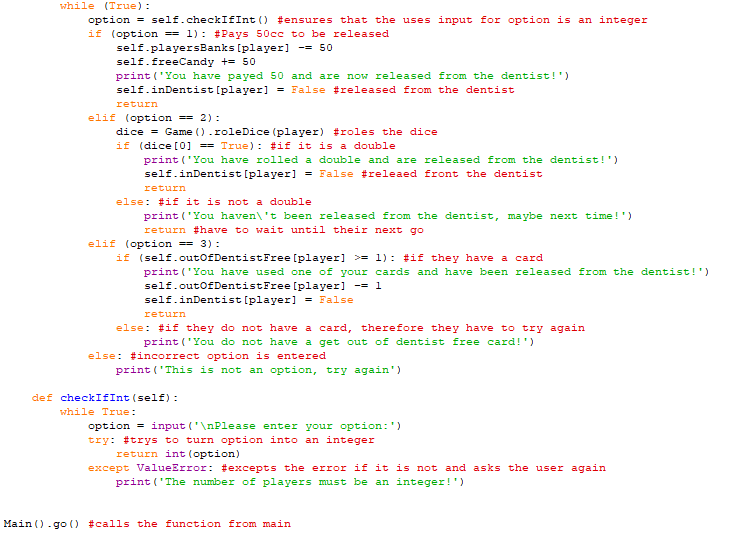 while (True):
option = self.checkIfInt() #ensures that the uses input for option is an integer
if (option == 1): #Pays 50cc to be released
self.playersBanks[player] -= 50
self.freeCandy += 50
print('You have payed 50 and are now released from the dentist!')
self.inDentist[player] = False #released from the dentist
return
elif (option == 2):
dice = Game().roleDice(player) #roles the dice
if (dice[0] == True): #if it is a double
print('You have rolled a double and are released from the dentist!')
self.inDentist[player] = False #releaed front the dentist
return
else: #if it is not a double
print('You haven\'t been released from the dentist, maybe next time!')
return #have to wait until their next go
elif (option == 3):
if (self.outOfDentistFree[player] >= 1): #if they have a card
print('You have used one of your cards and have been released from the dentist!')
self.outOfDentistFree[player] -= 1
self.inDentist[player] = False
return
else: #if they do not have a card, therefore they have to try again
print('You do not have a get out of dentist free card!')
else: #incorrect option is entered
print('This is not an option, try again')
def checkIfInt(self):
while True:
option = input('\nPlease enter your option:')
try: #trys to turn option into an integer
return int(option)
except ValueError: #excepts the error if it is not and asks the user again
print('The number of players must be an integer!')
Main().go() #calls the function from main